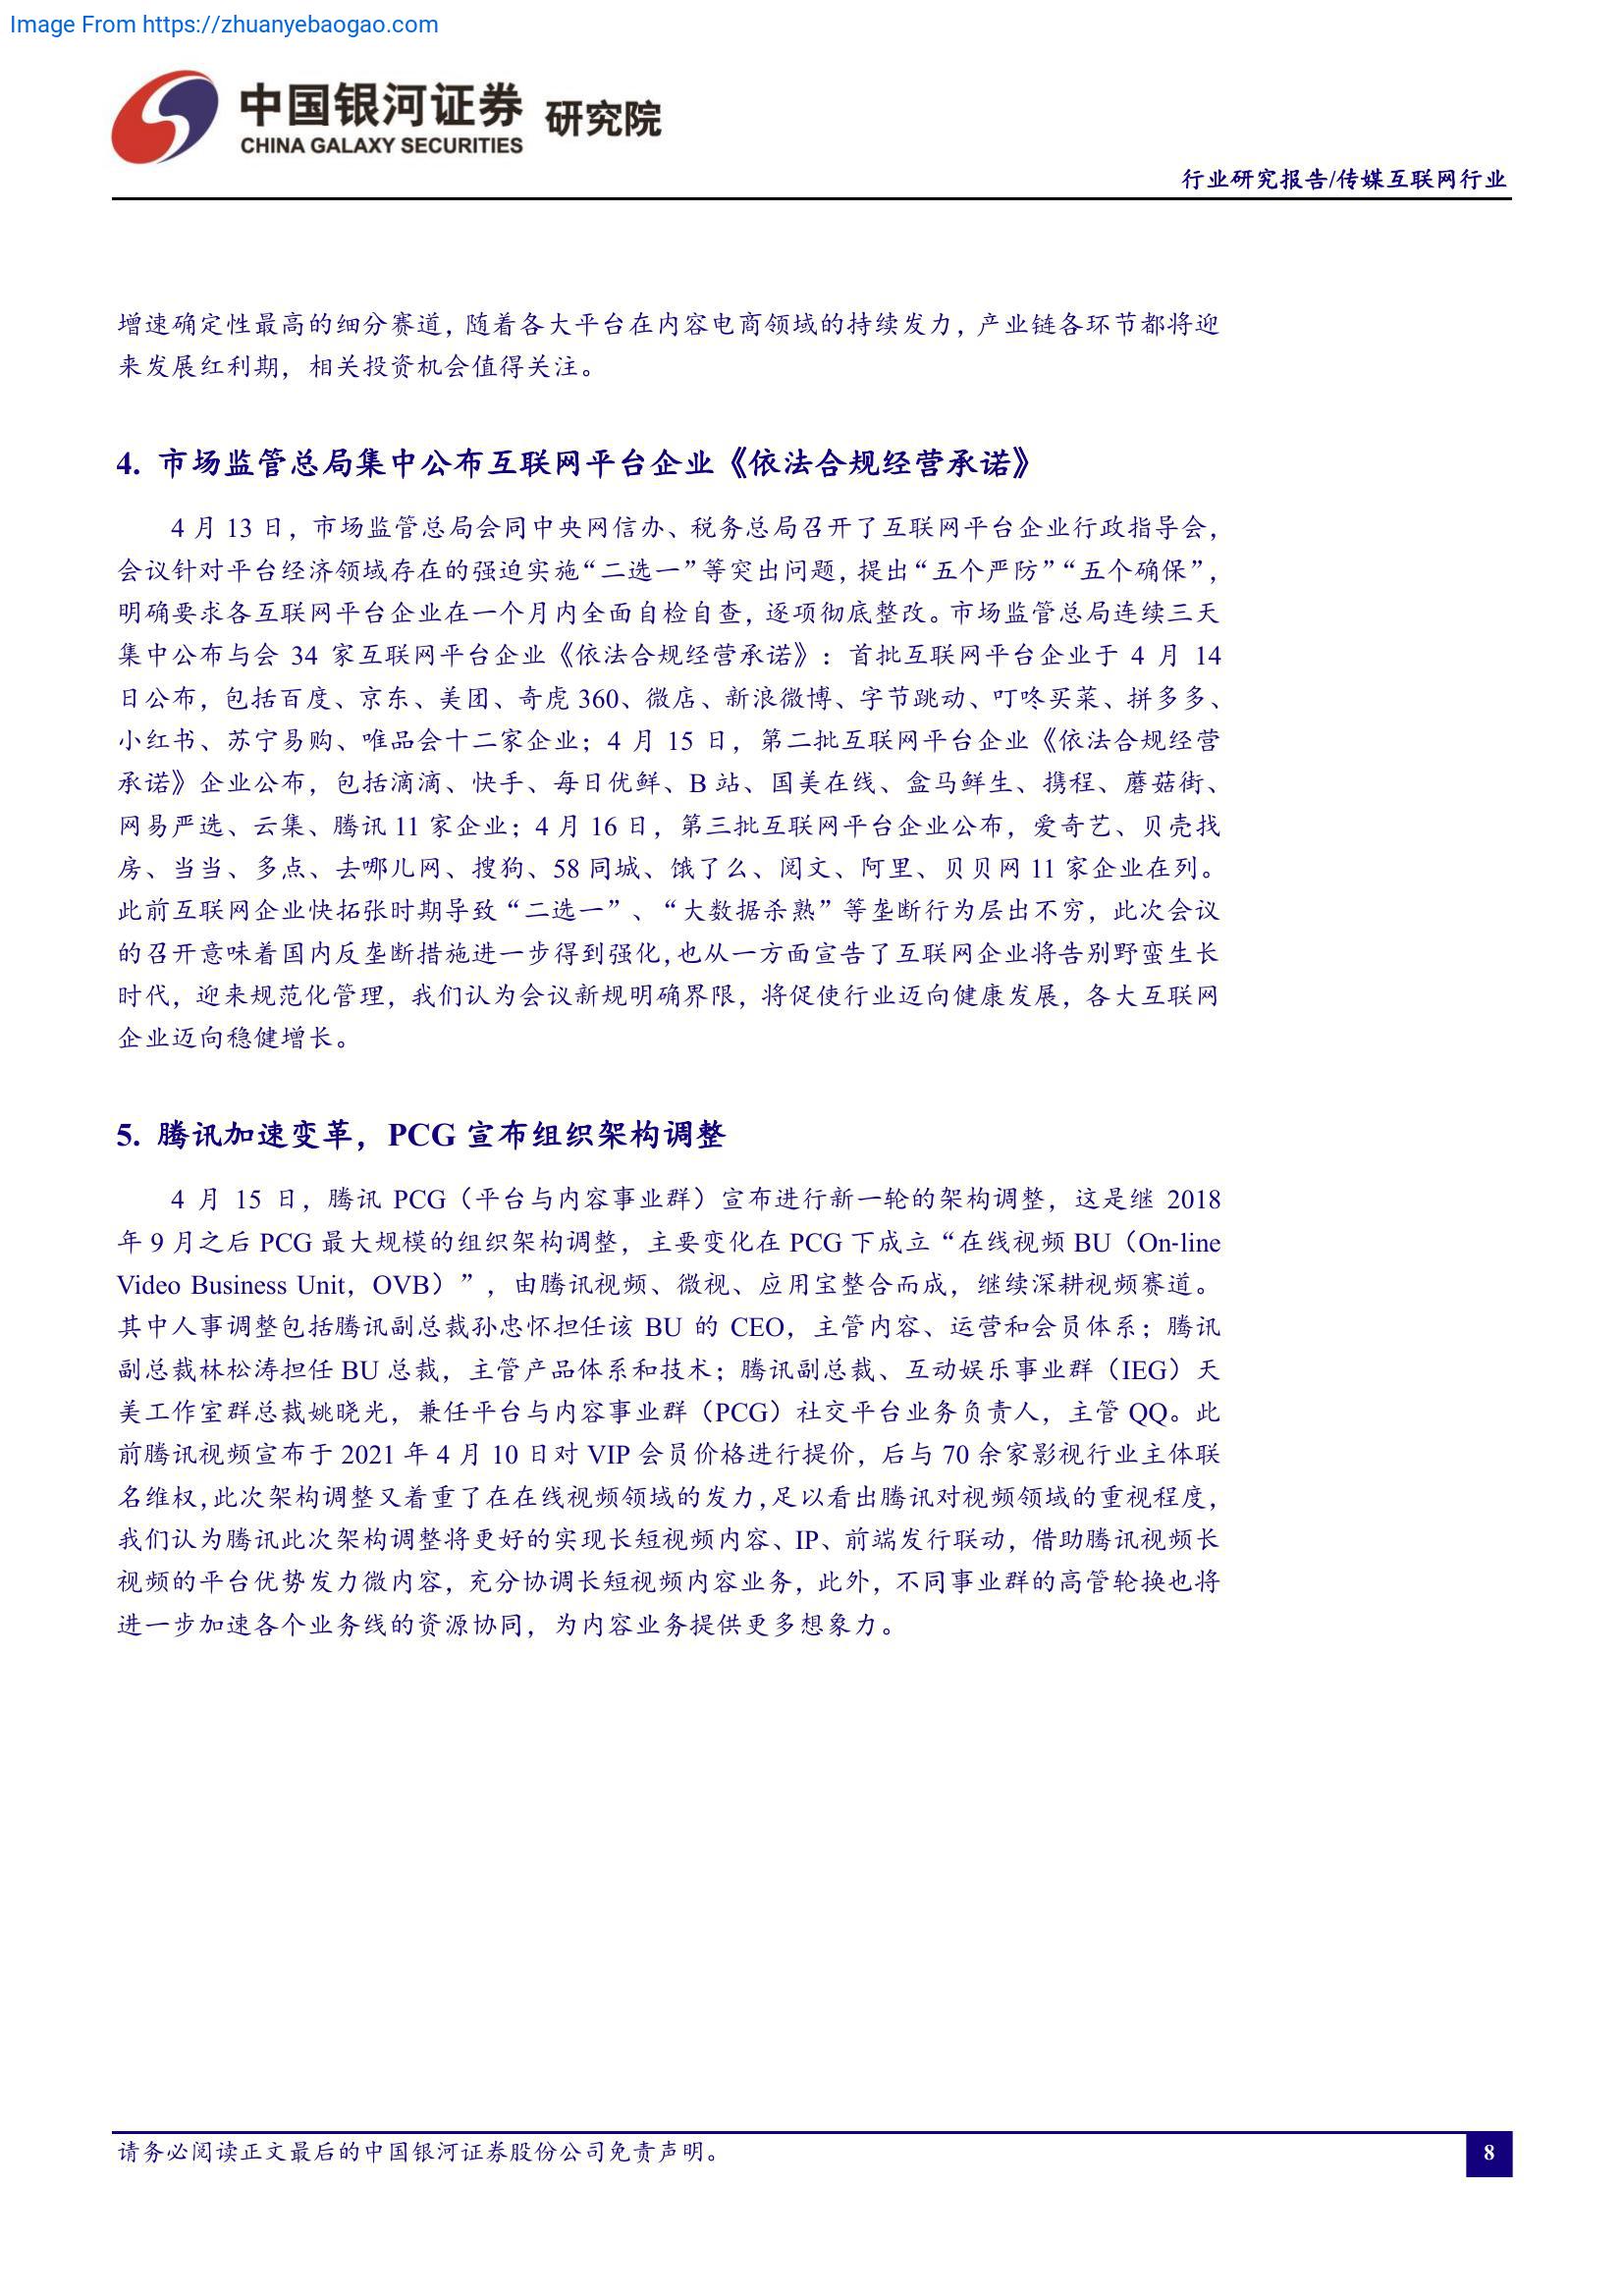 Image From https://zhuanyebaogao.com
中国银河证券 研究院
CHINA GALAXY SECURITIES
行业研究报告/传媒互联网行业
增速确定性最高的细分赛道，随着各大平台在内容电商领域的持续发力，产业链各环节都将迎
来发展红利期，相关投资机会值得关注。
4. 市场监管总局集中公布互联网平台企业《依法合规经营承诺》
4 月 13 日，市场监管总局会同中央网信办、税务总局召开了互联网平台企业行政指导会，
会议针对平台经济领域存在的强迫实施“二选一”等突出问题，提出“五个严防”“五个确保”，
明确要求各互联网平台企业在一个月内全面自检自查，逐项彻底整改。市场监管总局连续三天
集中公布与会 34 家互联网平台企业《依法合规经营承诺》：首批互联网平台企业于 4 月 14
日公布，包括百度、京东、美团、奇虎 360、微店、新浪微博、字节跳动、叮咚买菜、拼多多、
小红书、苏宁易购、唯品会十二家企业；4 月 15 日，第二批互联网平台企业《依法合规经营
承诺》企业公布，包括滴滴、快手、每日优鲜、B 站、国美在线、盒马鲜生、携程、蘑菇街、
网易严选、云集、腾讯 11 家企业；4 月 16 日，第三批互联网平台企业公布，爱奇艺、贝壳找
房、当当、多点、去哪儿网、搜狗、58 同城、饿了么、阅文、阿里、贝贝网 11 家企业在列。
此前互联网企业快拓张时期导致“二选一”、“大数据杀熟”等垄断行为层出不穷，此次会议
的召开意味着国内反垄断措施进一步得到强化，也从一方面宣告了互联网企业将告别野蛮生长
时代，迎来规范化管理，我们认为会议新规明确界限，将促使行业迈向健康发展，各大互联网
企业迈向稳健增长。
5. 腾讯加速变革，PCG 宣布组织架构调整
4 月 15 日，腾讯 PCG（平台与内容事业群）宣布进行新一轮的架构调整，这是继 2018
年 9 月之后 PCG 最大规模的组织架构调整，主要变化在 PCG 下成立“在线视频 BU（On-line
Video Business Unit，OVB）”，由腾讯视频、微视、应用宝整合而成，继续深耕视频赛道。
其中人事调整包括腾讯副总裁孙忠怀担任该 BU 的 CEO，主管内容、运营和会员体系；腾讯
副总裁林松涛担任 BU 总裁，主管产品体系和技术；腾讯副总裁、互动娱乐事业群（IEG）天
美工作室群总裁姚晓光，兼任平台与内容事业群（PCG）社交平台业务负责人，主管 QQ。此
前腾讯视频宣布于 2021 年 4 月 10 日对 VIP 会员价格进行提价，后与 70 余家影视行业主体联
名维权，此次架构调整又着重了在在线视频领域的发力，足以看出腾讯对视频领域的重视程度，
我们认为腾讯此次架构调整将更好的实现长短视频内容、IP、前端发行联动，借助腾讯视频长
视频的平台优势发力微内容，充分协调长短视频内容业务，此外，不同事业群的高管轮换也将
进一步加速各个业务线的资源协同，为内容业务提供更多想象力。
请务必阅读正文最后的中国银河证券股份公司免责声明。
8